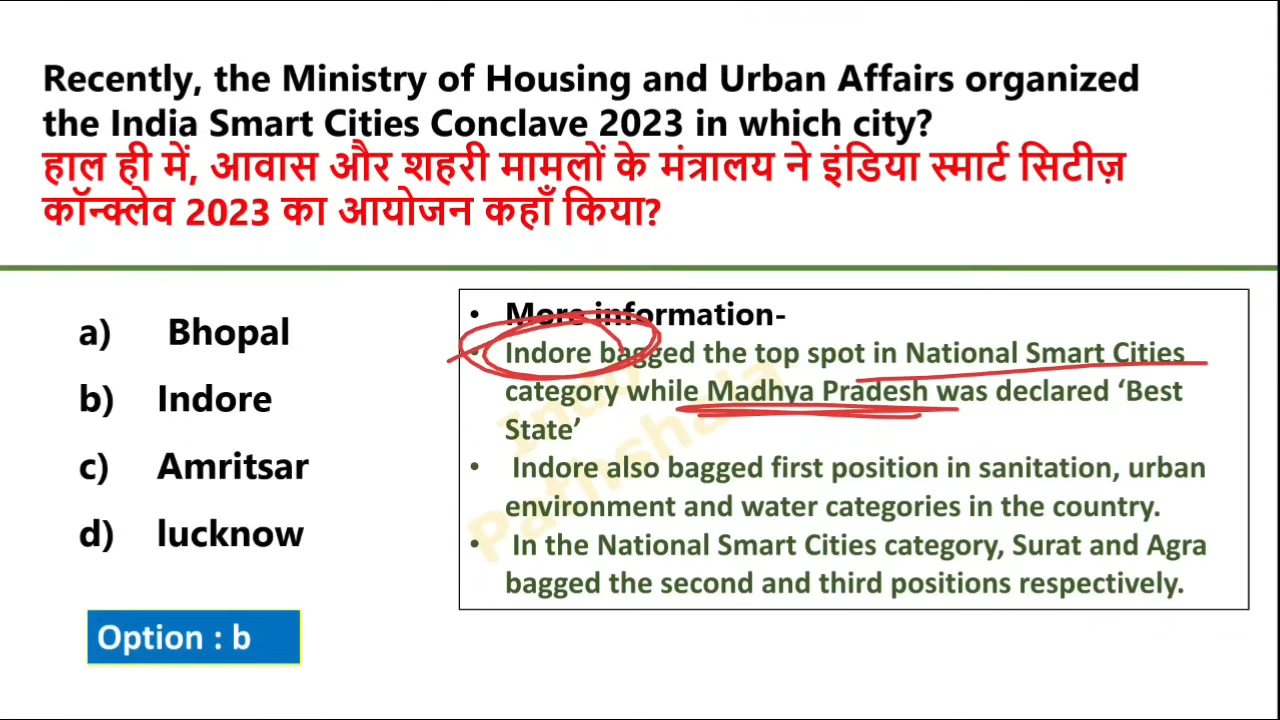 Recently, the Ministry of Housing and Urban Affairs organized
the India Smart Cities Conclave 2023 in which city?
हाल ही में, आवास और शहरी मामलों के मंत्रालय ने इंडिया स्मार्ट सिटीज़
कॉन्क्लेव 2023 का आयोजन कहाँ किया?
a) Bhopal
b) Indore
c) Amritsar
d) lucknow
Option : b
• More information-
• Indore bagged the top spot in National Smart Cities
category while Madhya Pradesh was declared ‘Best
State’
• Indore also bagged first position in sanitation, urban
environment and water categories in the country.
• In the National Smart Cities category, Surat and Agra
bagged the second and third positions respectively.
Indo
Pathshala